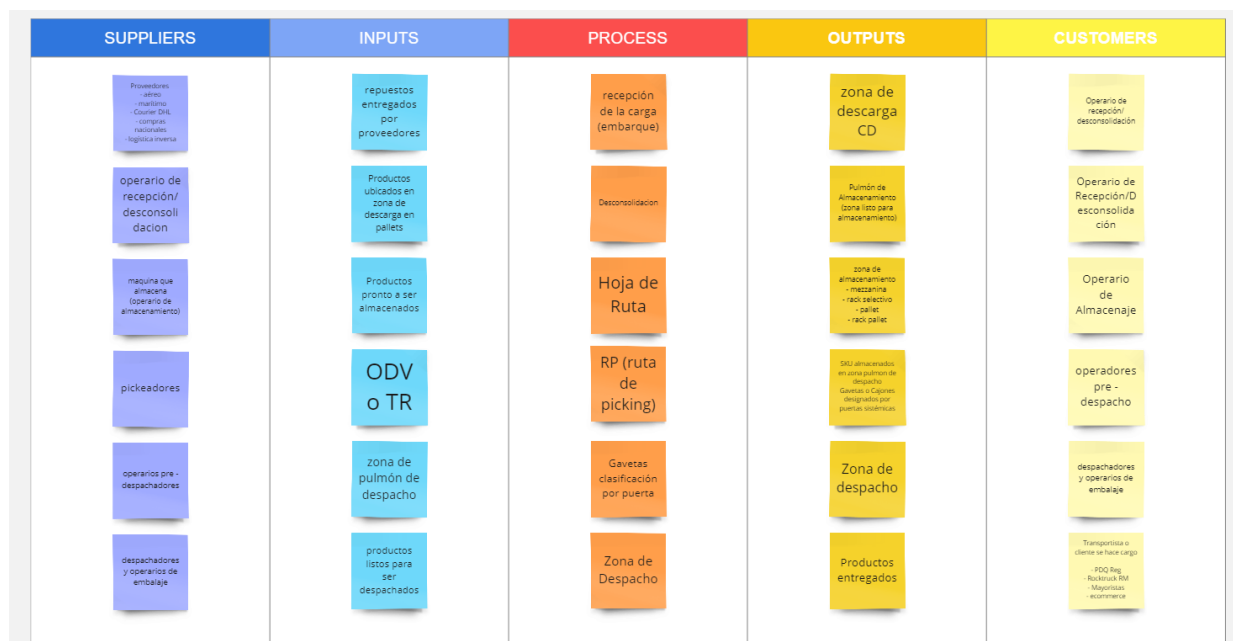 SUPPLIERS
INPUTS
PROCESS
OUTPUTS
CUSTOMERS
Proveedores
- aéreo
- marítimo
- Courier DHL
- compras
nacionales
- logística inversa
repuestos
entregados
por
proveedores
recepción
de la carga
(embarque)
zona de
descarga
CD
Operario de
recepción/
desconsolidación
operario de
recepción/
desconsoli
dacion
Productos
ubicados en
zona de
descarga en
pallets
Desconsolidacion
Pulmón de
Almacenamiento
(zona listo para
almacenamiento)
Operario de
Recepción/D
esconsolida
ción
maquina que
almacena
(operario de
almacenamiento)
Productos
pronto a ser
almacenados
Hoja de
Ruta
zona de
almacenamiento
- mezzanina
- rack selectivo
- pallet
- rack pallet
Operario
de
Almacenaje
pickeadores
ODV
o TR
RP (ruta
de
picking)
SKU almacenados
en zona pulmon de
despacho
Gavetas o Cajones
designados por
puertas sistémicas
operadores
pre -
despacho
operarios pre -
despachadores
zona de
pulmón de
despacho
Gavetas
clasificación
por puerta
Zona de
despacho
despachadores
y operarios de
embalaje
despachadores
y operarios de
embalaje
productos
listos para
ser
despachados
Zona de
Despacho
Productos
entregados
Transportista o
cliente se hace cargo
- PDQ Reg
- Rocktruck RM
- Mayoristas
- ecommerce